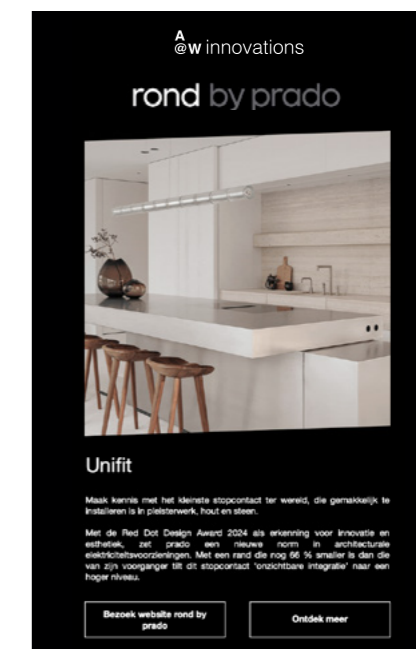 A
@w innovations
rond by prado
Unifit
Maak kennis met het kleinste stopcontact ter wereld, die gemakkelijk te
installeren is in pleisterwerk, hout en steen.
Met de Red Dot Design Award 2024 als erkenning voor innovatie en
esthetiek, zet prado een nieuwe norm in architecturale
elektriciteitsvoorzieningen. Met een rand die nog 66 % smaller is dan die
van zijn voorganger tilt dit stopcontact 'onzichtbare integratie' naar een
hoger niveau.
Bezoek website rond by
prado
Ontdek meer